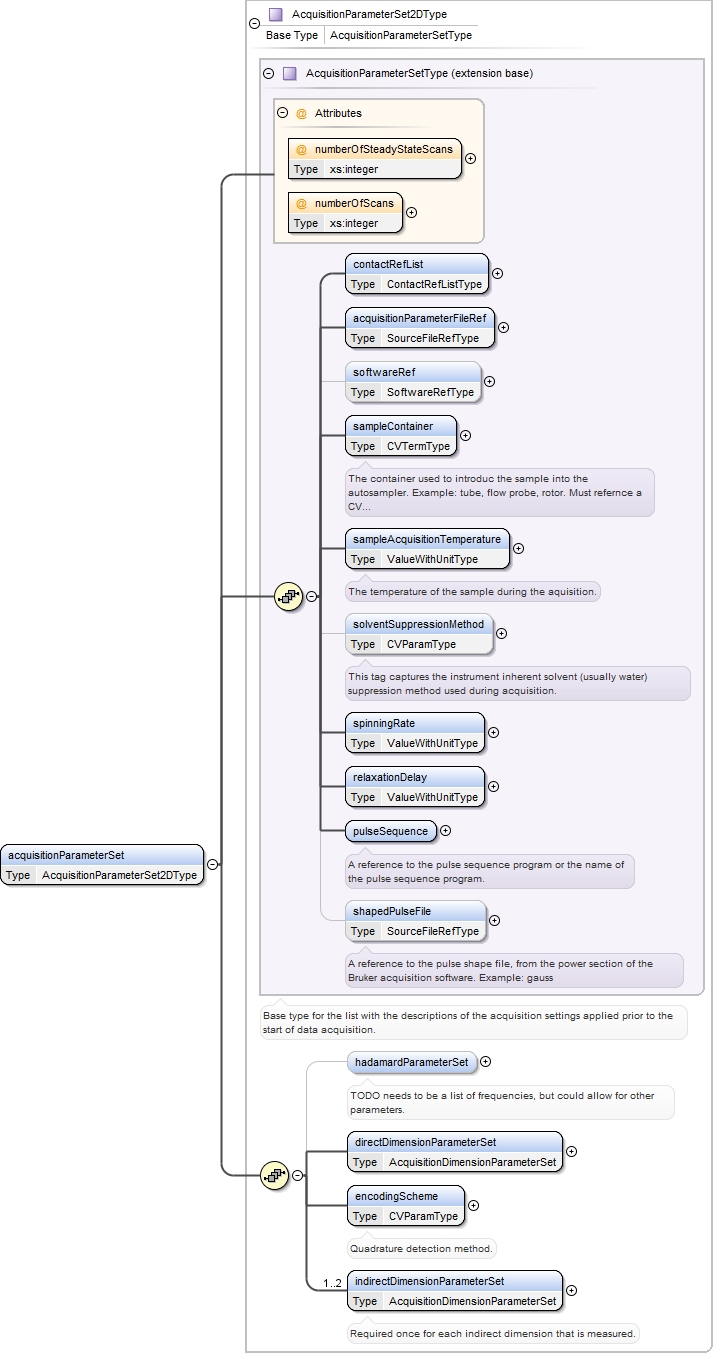 AcquisitionParameterSet2DType
Base Type AcquisitionParameterSetType
AcquisitionParameterSetType (extension base)
@ Attributes
@ numberOfSteadyStateScans
Type xs:integer
@ numberOfScans
Type xs:integer
contactRefList
Type ContactRefListType
acquisitionParameterFileRef
Type SourceFileRefType
softwareRef
Type SoftwareRefType
sampleContainer
Type CVTermType
The container used to introduc the sample into the
autosampler. Example: tube, flow probe, rotor. Must refernce a
CV...
sampleAcquisitionTemperature
Type ValueWithUnitType
The temperature of the sample during the aquisition.
solventSuppressionMethod
Type CVParamType
This tag captures the instrument inherent solvent (usually water)
suppression method used during acquisition.
spinningRate
Type ValueWithUnitType
relaxationDelay
Type ValueWithUnitType
pulseSequence
A reference to the pulse sequence program or the name of
the pulse sequence program.
acquisitionParameterSet
Type AcquisitionParameterSet2DType
shapedPulseFile
Type SourceFileRefType
A reference to the pulse shape file, from the power section of the
Bruker acquisition software. Example: gauss
Base type for the list with the descriptions of the acquisition settings applied prior to the
start of data acquisition.
hadamardParameterSet
TODO needs to be a list of frequencies, but could allow for other
parameters.
directDimensionParameterSet
Type AcquisitionDimensionParameterSet
encodingScheme
Type CVParamType
Quadrature detection method.
1..2 indirectDimensionParameterSet
Type AcquisitionDimensionParameterSet
Required once for each indirect dimension that is measured.